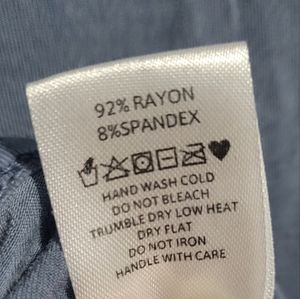 92% RAYON
8%SPANDEX
HAND WASH COLD
DO NOT BLEACH
TRUMBLE DRY LOW HEAT
DRY FLAT
DO NOT IRON
HANDLE WITH CARE